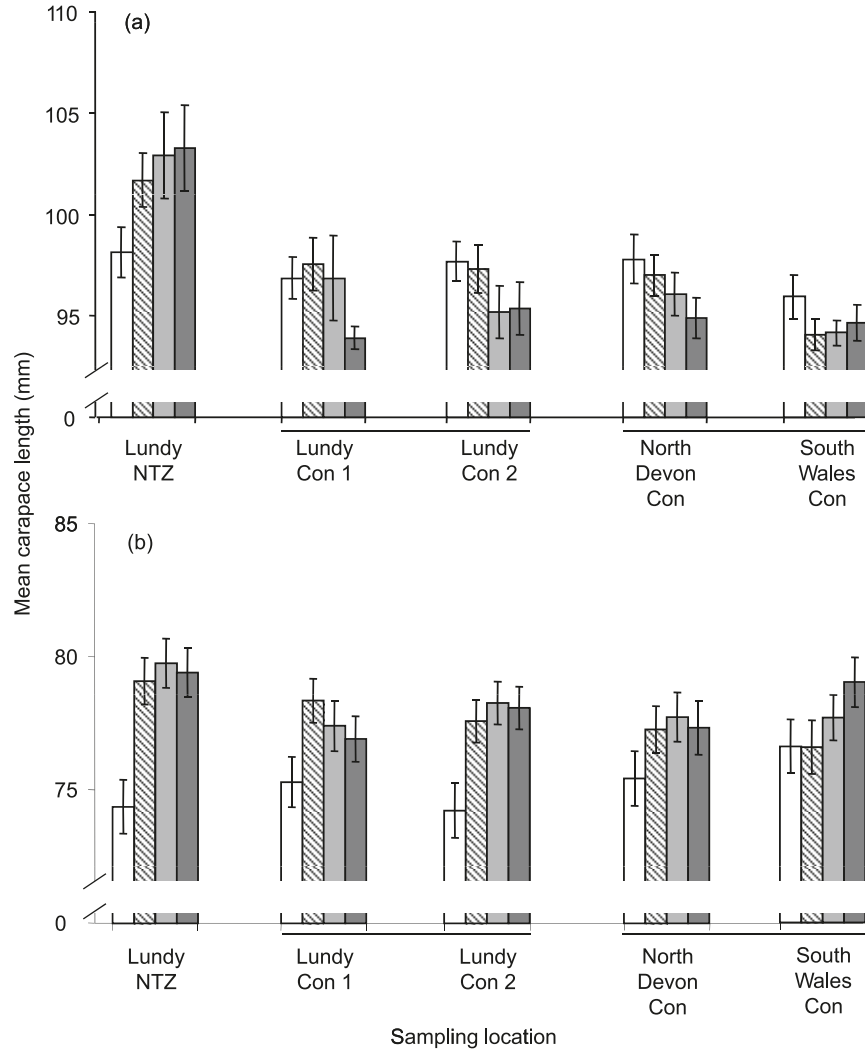 Mean carapace length (mm)
110
(a)
105
100
95
0
Lundy
NTZ
Lundy
Con 1
Lundy
Con 2
North
Devon
Con
South
Wales
Con
85
(b)
80
75
0
Lundy
NTZ
Lundy
Con 1
Lundy
Con 2
North
Devon
Con
South
Wales
Con
Sampling location